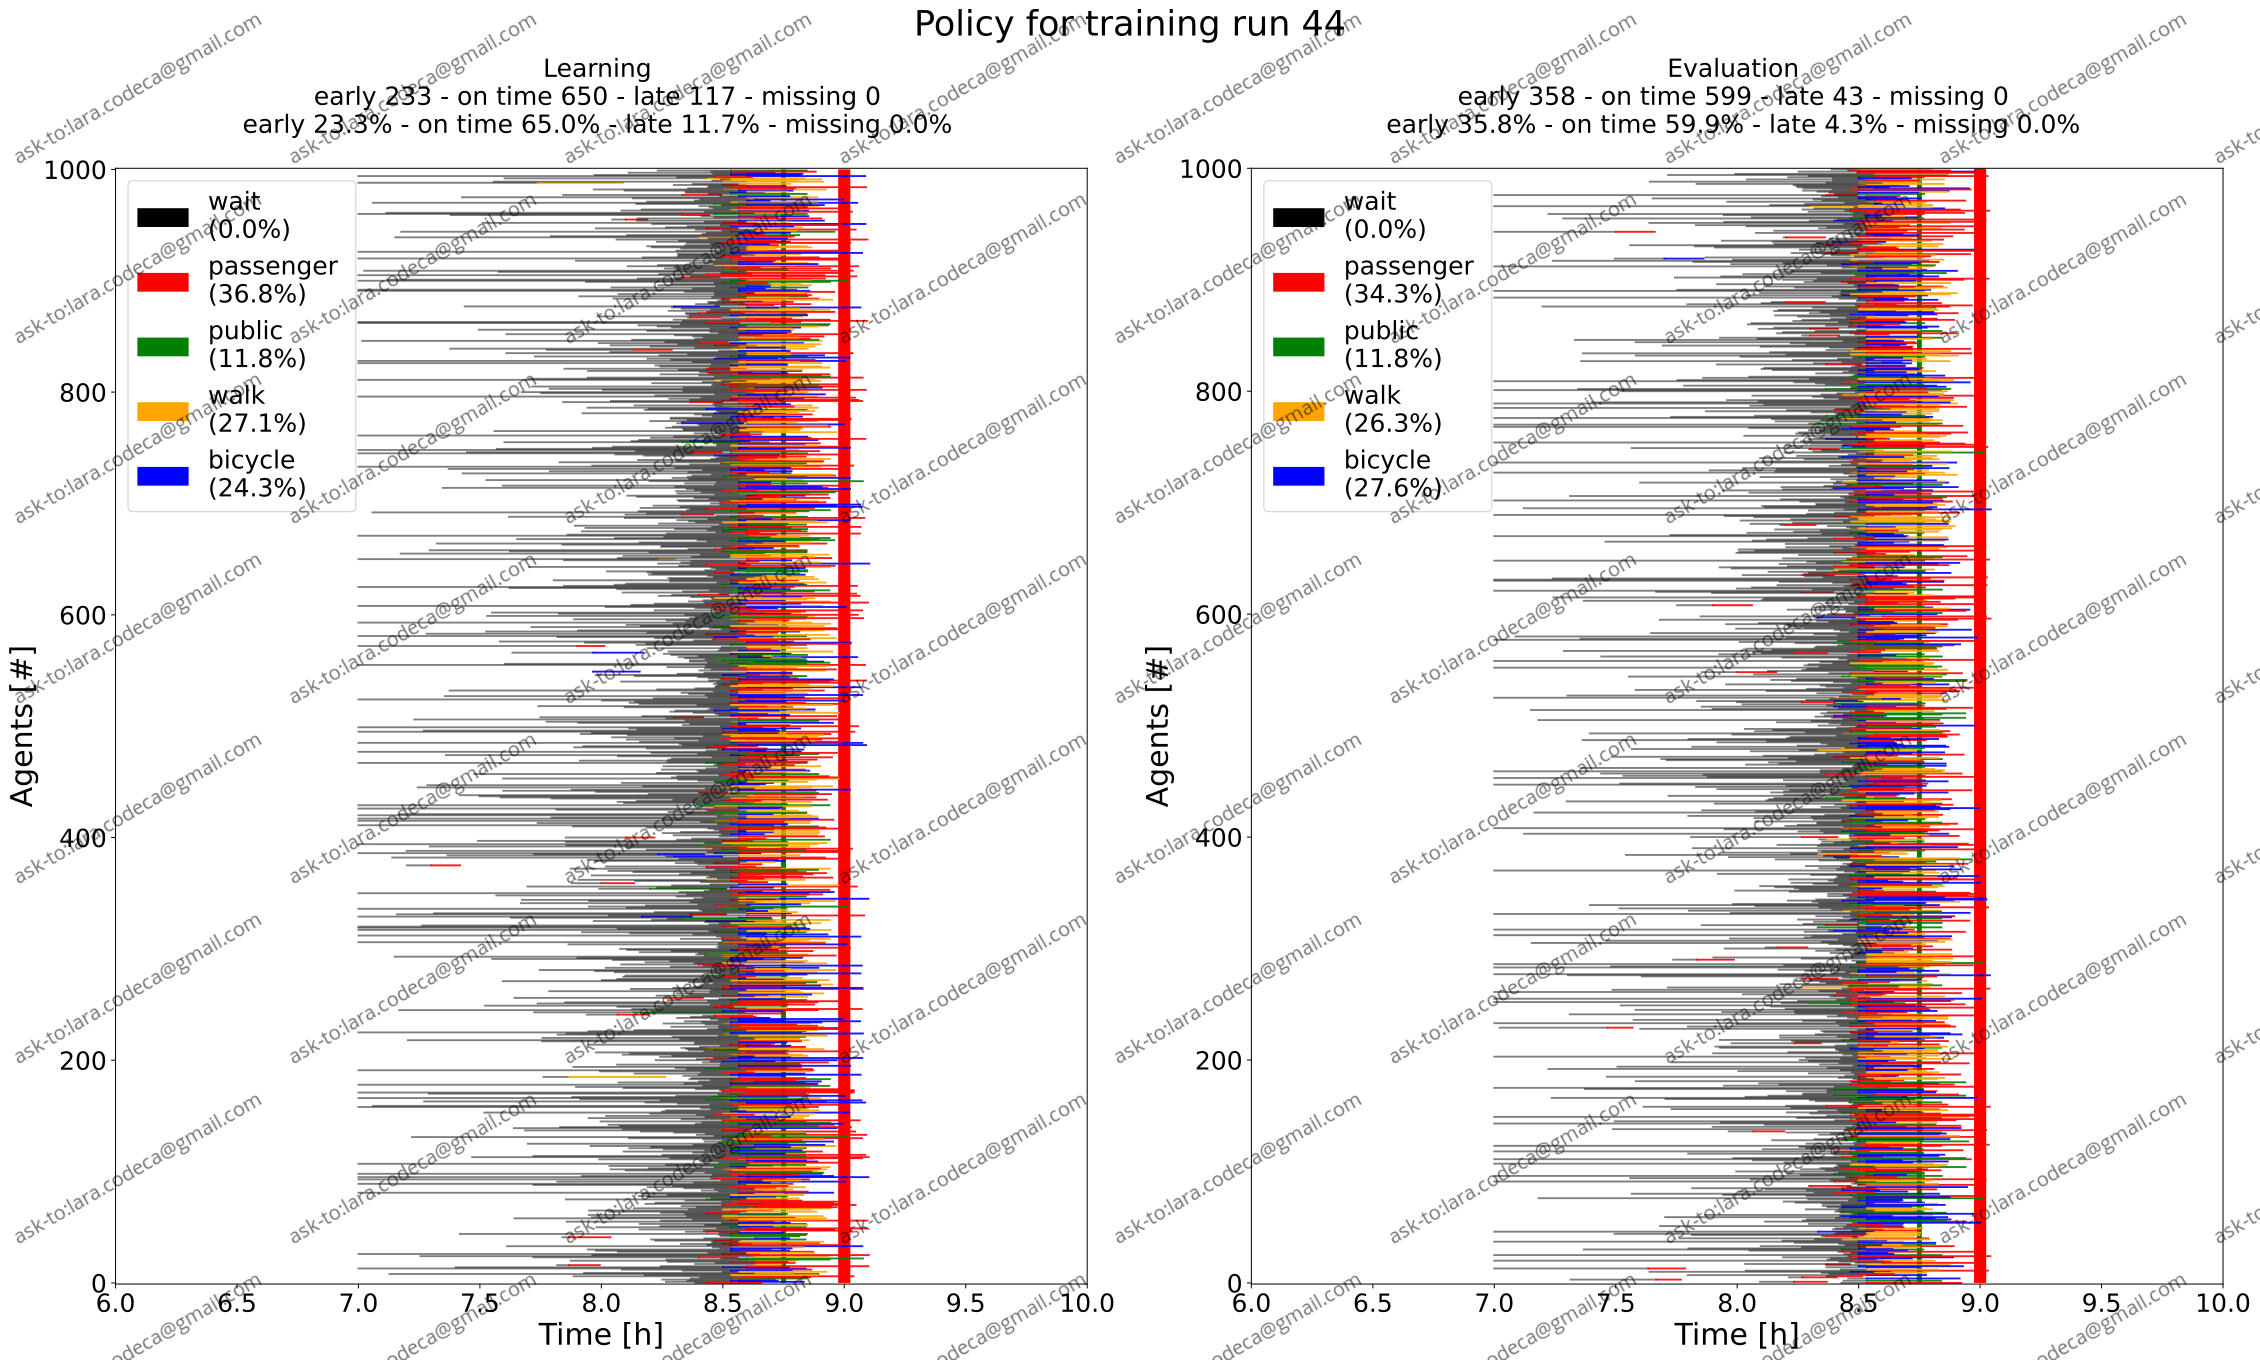 Policy for training run 44
Learning
early 233 - on time 650 - late 117 - missing 0
early 23.3% - on time 65.0% - late 11.7% - missing 0.0%
1000
800
600
400
200
0
Agents [#]
wait
(0.0%)
passenger
(36.8%)
public
(11.8%)
walk
(27.1%)
bicycle
(24.3%)
6.0 6.5 7.0 7.5 8.0 8.5 9.0 9.5 10.0
Time [h]
Evaluation
early 358 - on time 599 - late 43 - missing 0
early 35.8% - on time 59.9% - late 4.3% - missing 0.0%
1000
800
600
400
200
0
Agents [#]
wait
(0.0%)
passenger
(34.3%)
public
(11.8%)
walk
(26.3%)
bicycle
(27.6%)
6.0 6.5 7.0 7.5 8.0 8.5 9.0 9.5 10.0
Time [h]
ask-to:lara.codeca@gmail.com